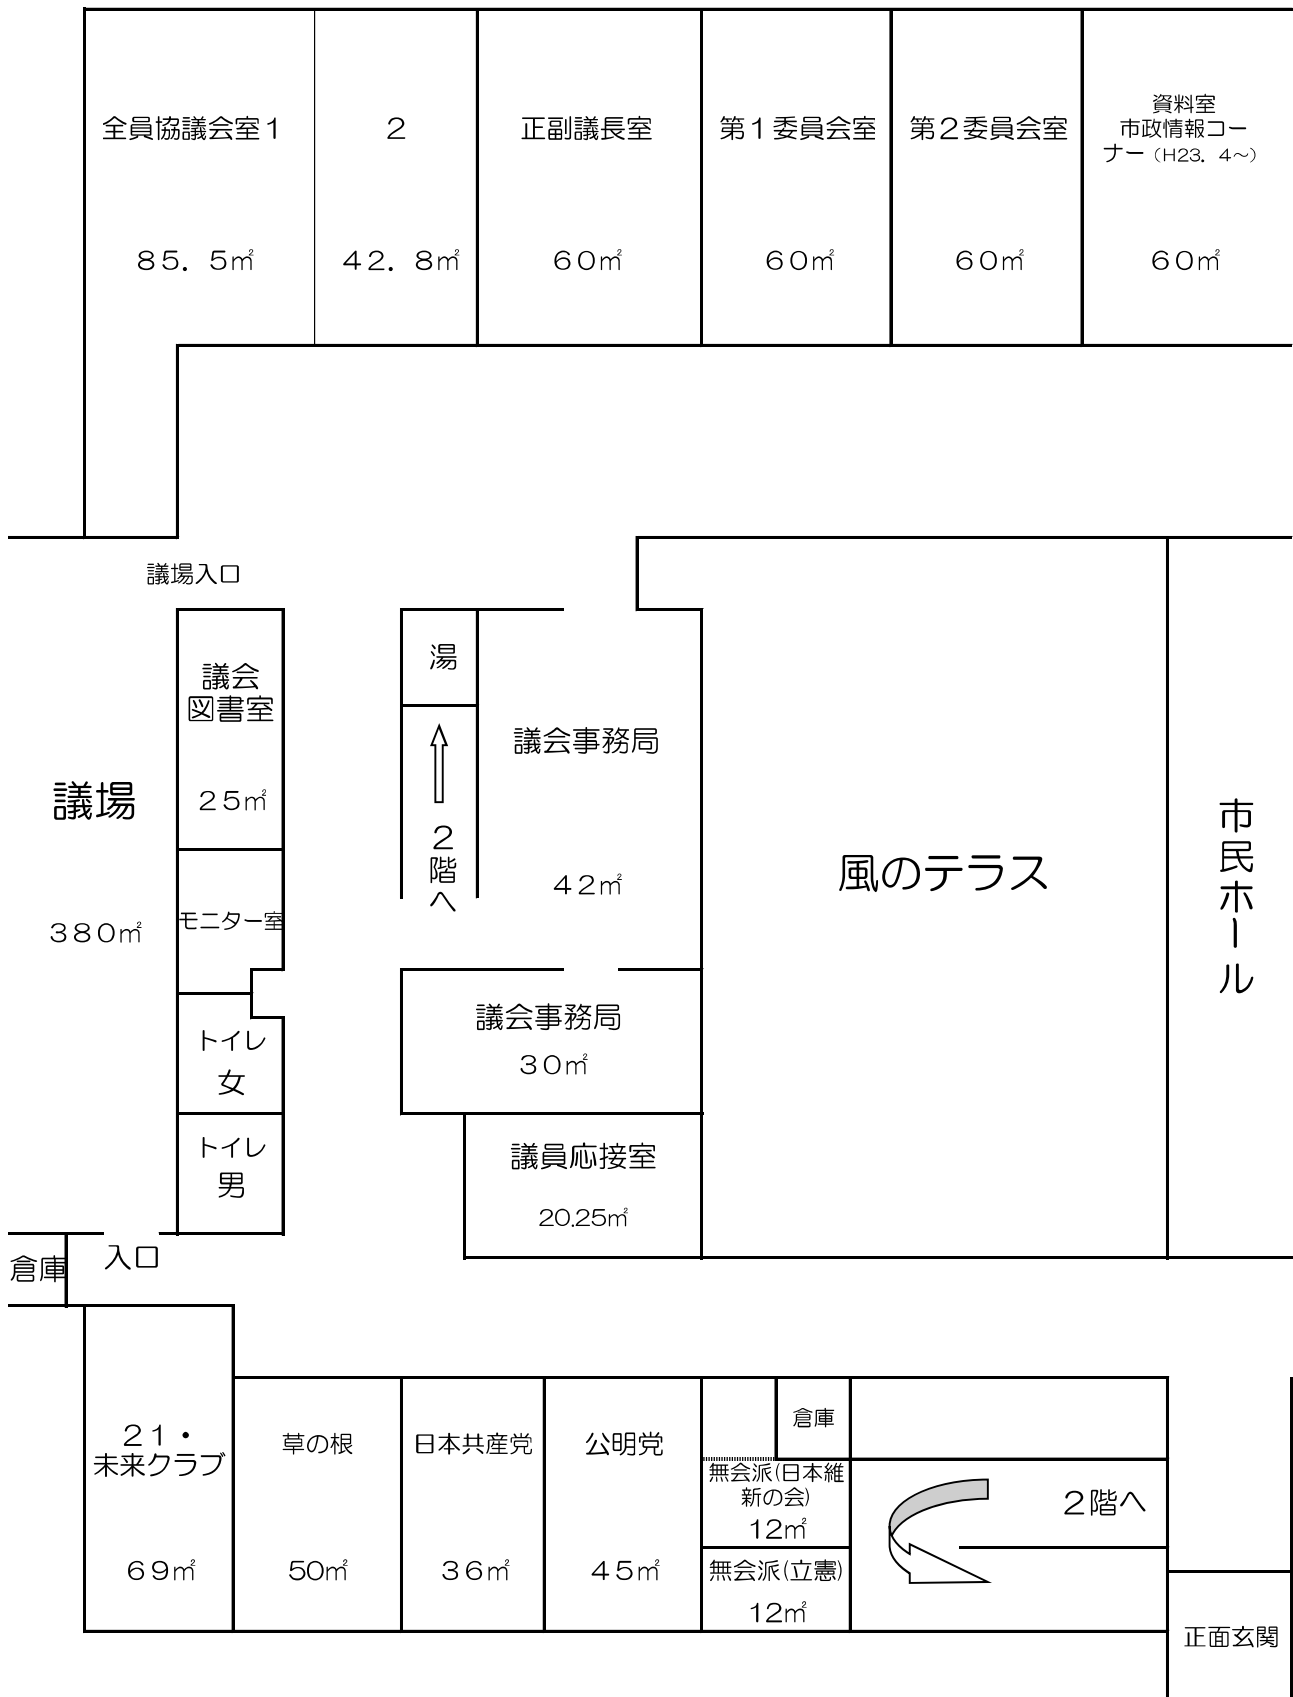 全員協議会室１
２
正副議長室
第１委員会室
第２委員会室
資料室
市政情報コー
ナー（H23．4～）
８５．５㎡
４２．８㎡
６０㎡
６０㎡
６０㎡
６０㎡
議場入口
議会
図書室
２５㎡
湯
議会事務局
４２㎡
２
階
へ
議場
３８０㎡
モニター室
風のテラス
市
民
ホ
ー
ル
議会事務局
３０㎡
トイレ
女
トイレ
男
議員応接室
20.25㎡
倉庫
入口
２１・
未来クラブ
６９㎡
草の根
50㎡
日本共産党
３６㎡
公明党
４５㎡
倉庫
無会派(日本維
新の会)
12㎡
無会派(立憲)
12㎡
２階へ
正面玄関